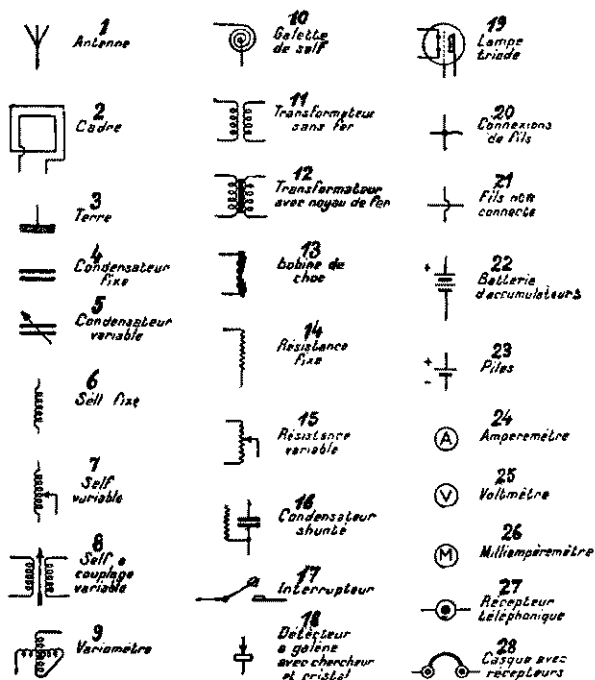 1
Antenne
2
Cadre
3
Terre
4
Condensateur
fixe
5
Condensateur
variable
6
Self fixe
7
Self
variable
8
Self a
couplage
variable
9
Variomètre
10
Galette
de self
11
Transformateur
sans fer
12
Transformateur
avec noyau de fer
13
Bobine de
choc
14
Résistance
fixe
15
Résistance
variable
16
Condensateur
shunté
17
Interrupteur
18
Détecteur
a galène
avec chercheur
et cristal
19
Lampe
triode
20
Connexions
de fils
21
Fils non
connecte
+
22
Batterie
d'accumulateurs
+
23
Piles
-
24
A
Amperemètre
25
V
Voltmètre
26
M
Milliampèremètre
27
Récepteur
téléphonique
28
Casque avec
récepteurs